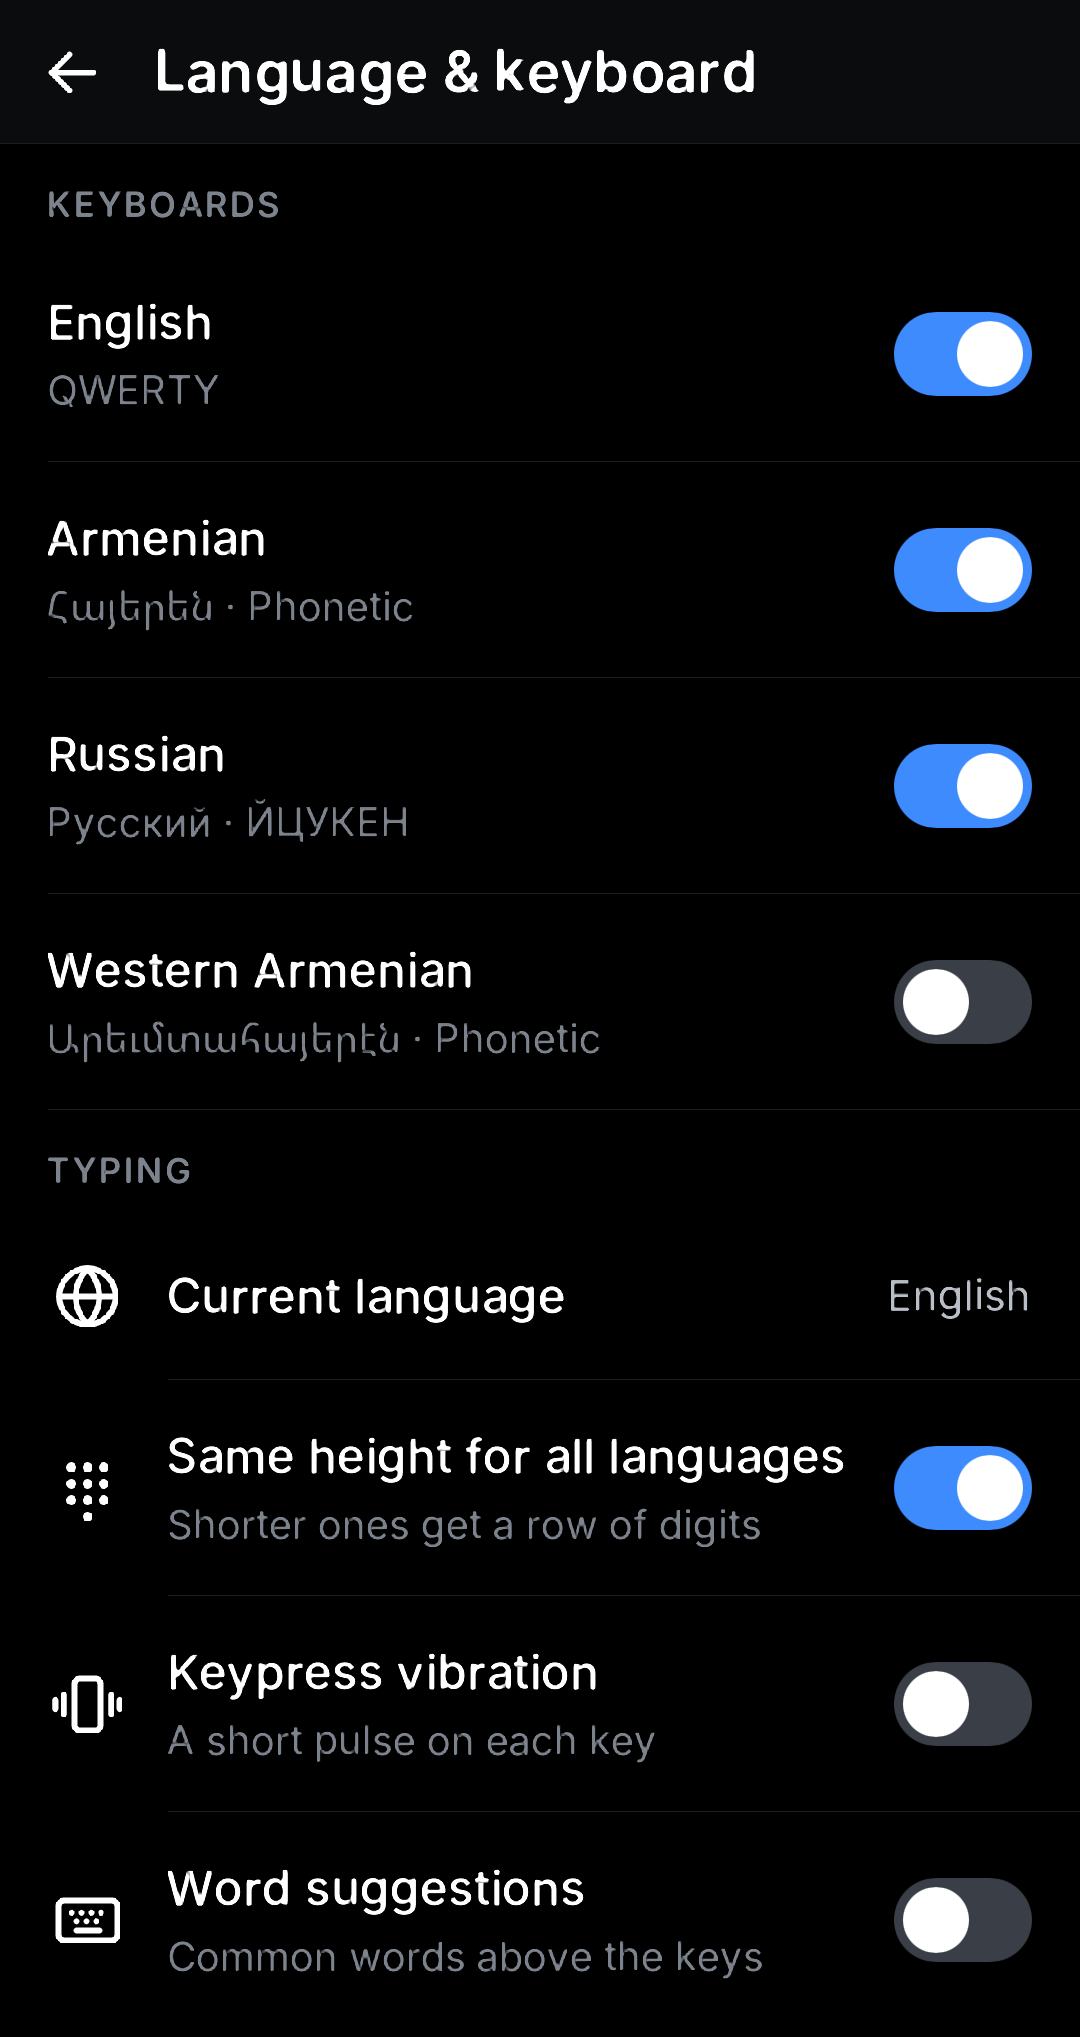 Language & keyboard
KEYBOARDS
English
QWERTY
Armenian
Հայերեն · Phonetic
Russian
Русский · ЙЦУКЕН
Western Armenian
Արեւմտահայերէն · Phonetic
TYPING
Current language English
Same height for all languages
Shorter ones get a row of digits
Keypress vibration
A short pulse on each key
Word suggestions
Common words above the keys